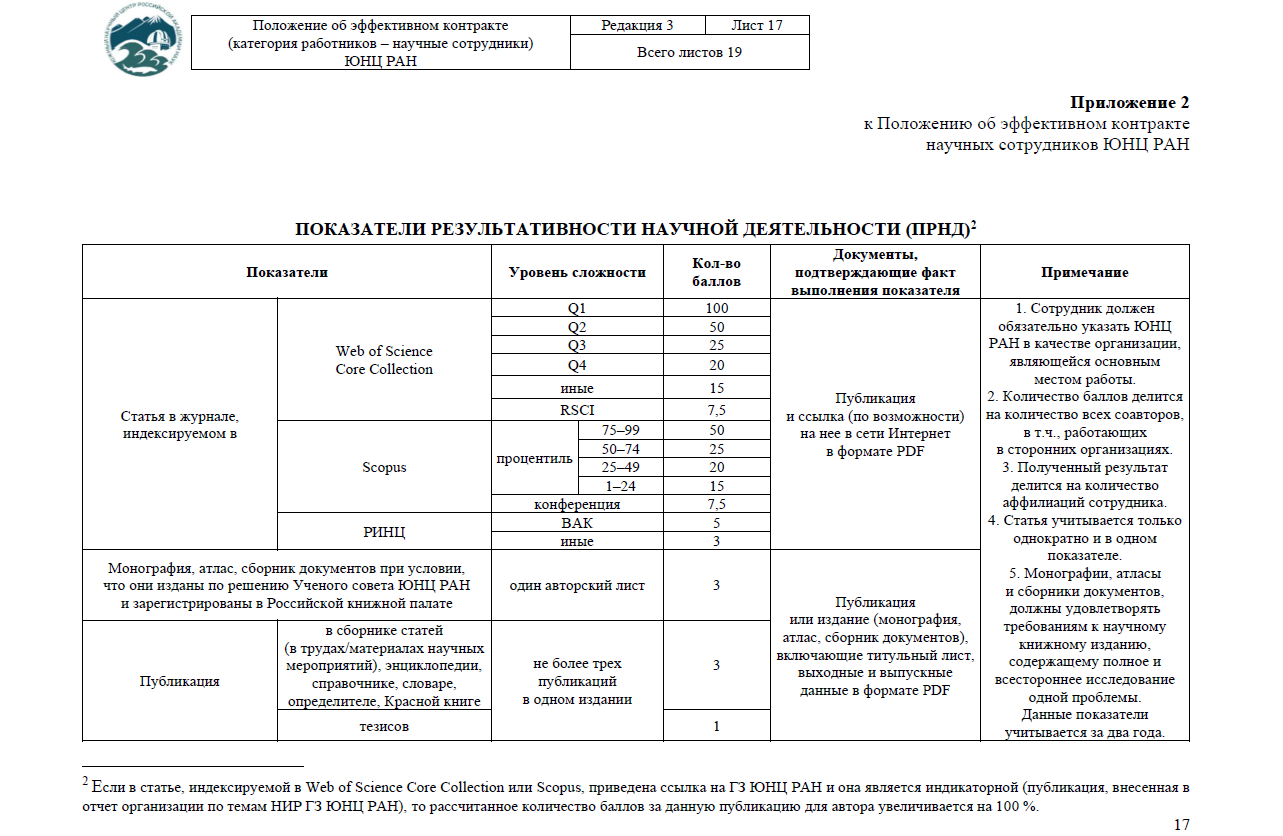 ЮЖНЫЙ НАУЧНЫЙ ЦЕНТР РОССИЙСКОЙ АКАДЕМИИ НАУК
Положение об эффективном контракте
(категория работников – научные сотрудники)
ЮНЦ РАН
Редакция 3
Лист 17
Всего листов 19
Приложение 2
к Положению об эффективном контракте
научных сотрудников ЮНЦ РАН
ПОКАЗАТЕЛИ РЕЗУЛЬТАТИВНОСТИ НАУЧНОЙ ДЕЯТЕЛЬНОСТИ (ПРНД)2
Показатели
Уровень сложности
Кол-во
баллов
Документы,
подтверждающие факт
выполнения показателя
Примечание
Статья в журнале,
индексируемом в
Web of Science
Core Collection
Q1
100
Q2
50
Q3
25
Q4
20
иные
15
RSCI
7,5
Scopus
процентиль
75–99
50
50–74
25
25–49
20
1–24
15
конференция
7,5
РИНЦ
ВАК
5
иные
3
Публикация
и ссылка (по возможности)
на нее в сети Интернет
в формате PDF
Монография, атлас, сборник документов при условии,
что они изданы по решению Ученого совета ЮНЦ РАН
и зарегистрированы в Российской книжной палате
один авторский лист
3
Публикация
в сборнике статей
(в трудах/материалах научных
мероприятий), энциклопедии,
справочнике, словаре,
определителе, Красной книге
не более трех
публикаций
в одном издании
3
тезисов
1
Публикация
или издание (монография,
атлас, сборник документов),
включающие титульный лист,
выходные и выпускные
данные в формате PDF
1. Сотрудник должен
обязательно указать ЮНЦ
РАН в качестве организации,
являющейся основным
местом работы.
2. Количество баллов делится
на количество всех соавторов,
в т.ч., работающих
в сторонних организациях.
3. Полученный результат
делится на количество
аффилиаций сотрудника.
4. Статья учитывается только
однократно и в одном
показателе.
5. Монографии, атласы
и сборники документов,
должны удовлетворять
требованиям к научному
книжному изданию,
содержащему полное и
всестороннее исследование
одной проблемы.
Данные показатели
учитывается за два года.
2 Если в статье, индексируемой в Web of Science Core Collection или Scopus, приведена ссылка на ГЗ ЮНЦ РАН и она является индикаторной (публикация, внесенная в
отчет организации по темам НИР ГЗ ЮНЦ РАН), то рассчитанное количество баллов за данную публикацию для автора увеличивается на 100 %.
17